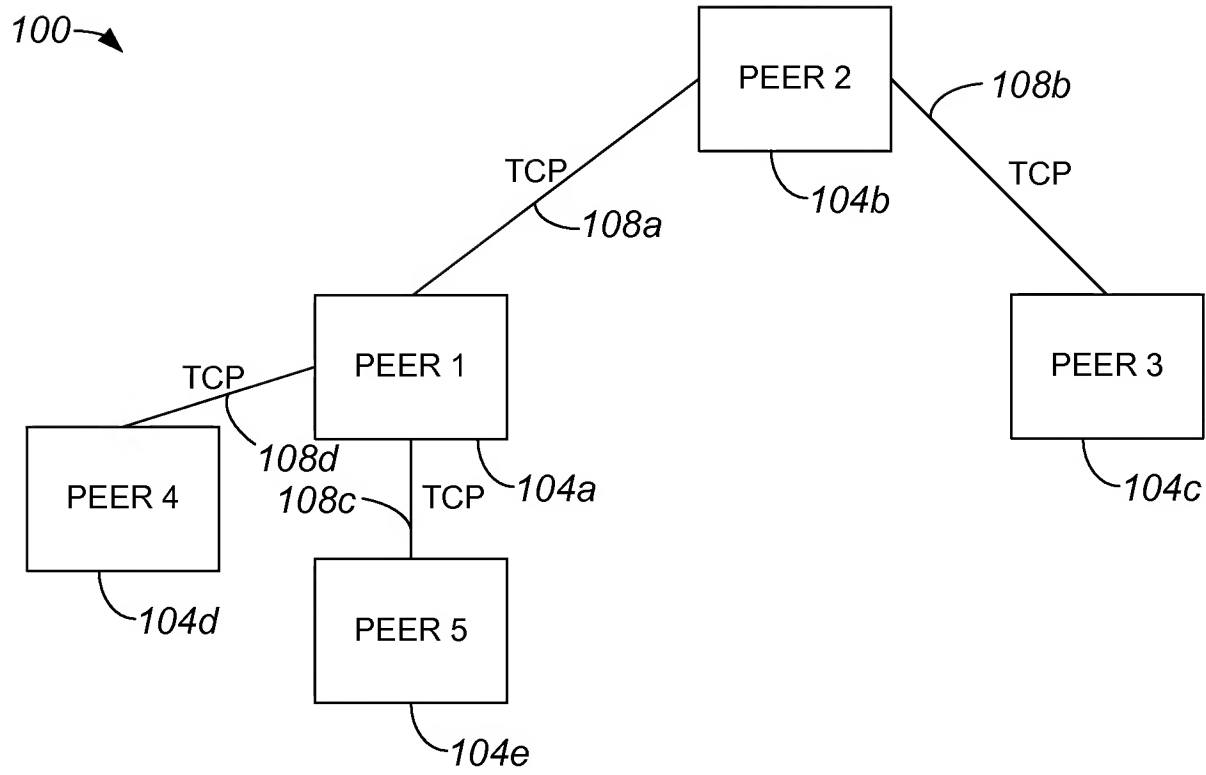 100
PEER 2
108b
TCP
TCP
104b
108a
PEER 1
PEER 3
TCP
108d
PEER 4
108c
TCP
104a
104c
104d
PEER 5
104e